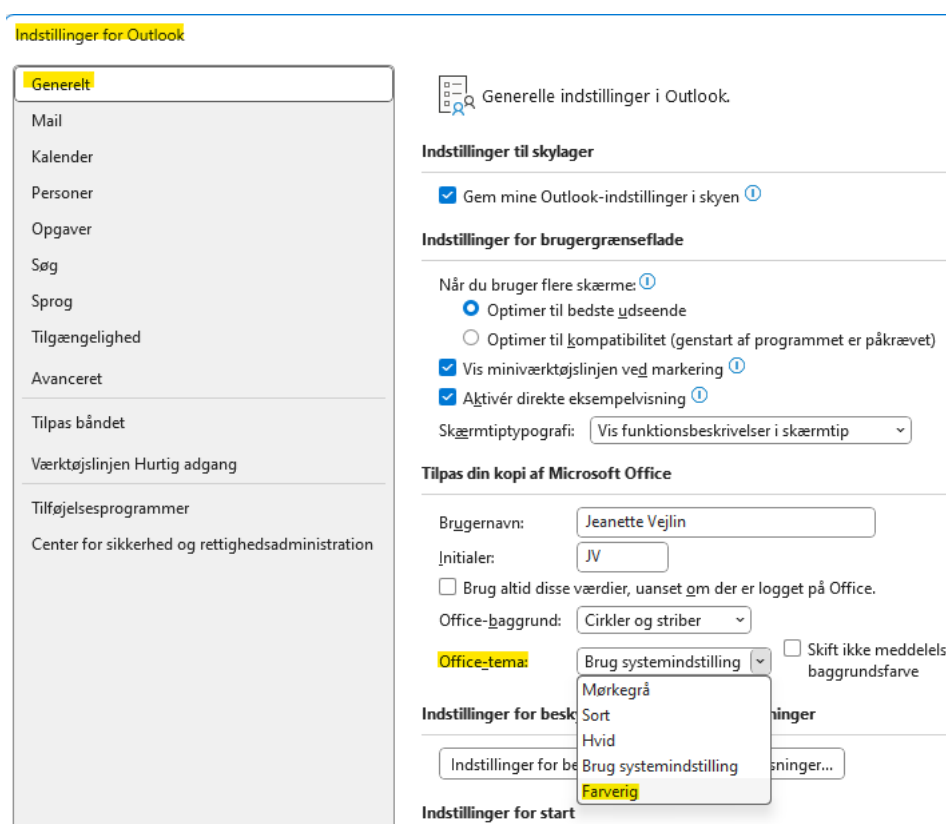 Indstillinger for Outlook
Generelt
Mail
Kalender
Personer
Opgaver
Søg
Sprog
Tilgængelighed
Avanceret
Tilpas båndet
Værktøjslinjen Hurtig adgang
Tilføjelsesprogrammer
Center for sikkerhed og rettighedsadministration
Generelle indstillinger i Outlook.
Indstillinger til skylager
Gem mine Outlook-indstillinger i skyen
Indstillinger for brugergrænseflade
Når du bruger flere skærme:
Optimer til bedste udseende
Optimer til kompatibilitet (genstart af programmet er påkrævet)
Vis miniværktøjslinjen ved markering
Aktivér direkte eksempelvisning
Skærmtiptypografi: Vis funktionsbeskrivelser i skærmtip
Tilpas din kopi af Microsoft Office
Brugernavn: Jeanette Vejlin
Initialer: JV
Brug altid disse værdier, uanset om der er logget på Office.
Office-baggrund: Cirkler og striber
Office-tema: Brug systemindstilling
Skift ikke meddelels
baggrundsfarve
Mørkegrå
Sort
Hvid
Brug systemindstilling
Farverig
Indstillinger for besk ninger
Indstillinger for be sninger...
Indstillinger for start